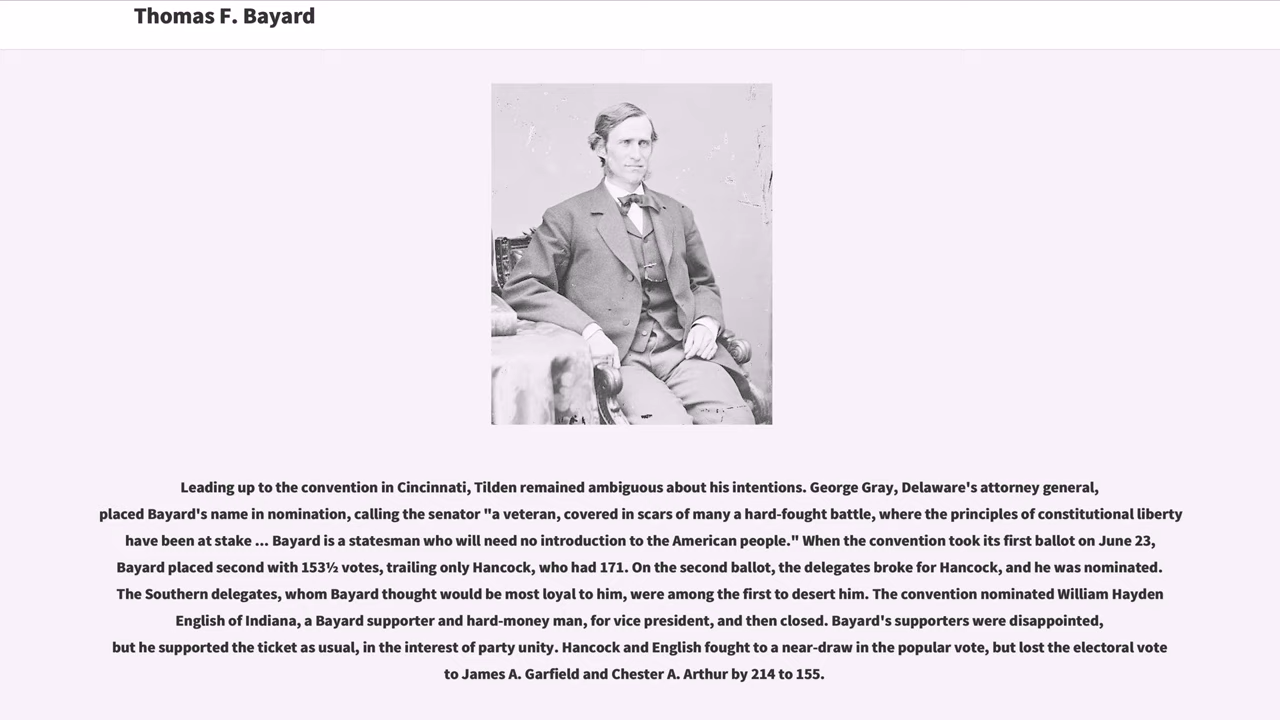 Thomas F. Bayard
Leading up to the convention in Cincinnati, Tilden remained ambiguous about his intentions. George Gray, Delaware's attorney general,
placed Bayard's name in nomination, calling the senator "a veteran, covered in scars of many a hard-fought battle, where the principles of constitutional liberty
have been at stake ... Bayard is a statesman who will need no introduction to the American people." When the convention took its first ballot on June 23,
Bayard placed second with 153½ votes, trailing only Hancock, who had 171. On the second ballot, the delegates broke for Hancock, and he was nominated.
The Southern delegates, whom Bayard thought would be most loyal to him, were among the first to desert him. The convention nominated William Hayden
English of Indiana, a Bayard supporter and hard-money man, for vice president, and then closed. Bayard's supporters were disappointed,
but he supported the ticket as usual, in the interest of party unity. Hancock and English fought to a near-draw in the popular vote, but lost the electoral vote
to James A. Garfield and Chester A. Arthur by 214 to 155.